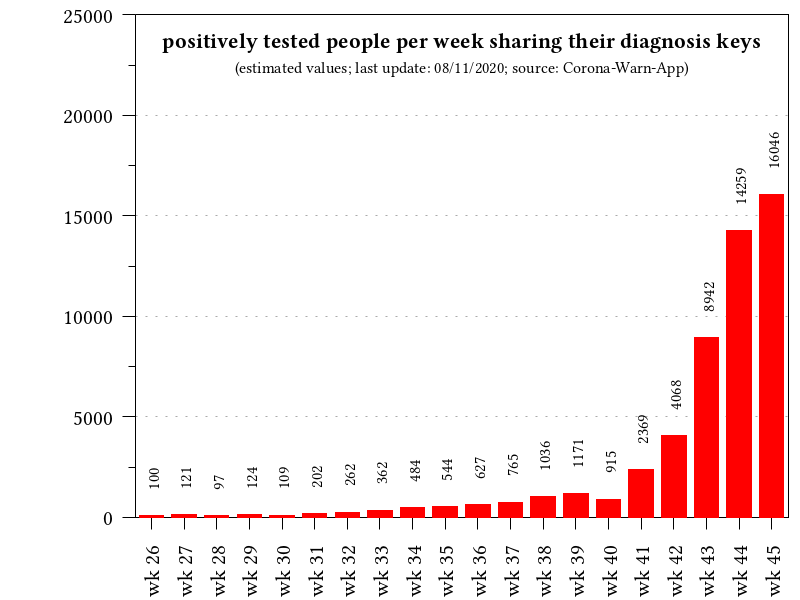 positively tested people per week sharing their diagnosis keys
(estimated values; last update: 08/11/2020; source: Corona-Warn-App)
25000
20000
15000
10000
5000
0
100
121
97
124
109
202
262
362
484
544
627
765
1036
1171
915
2369
4068
8942
14259
16046
wk 26
wk 27
wk 28
wk 29
wk 30
wk 31
wk 32
wk 33
wk 34
wk 35
wk 36
wk 37
wk 38
wk 39
wk 40
wk 41
wk 42
wk 43
wk 44
wk 45